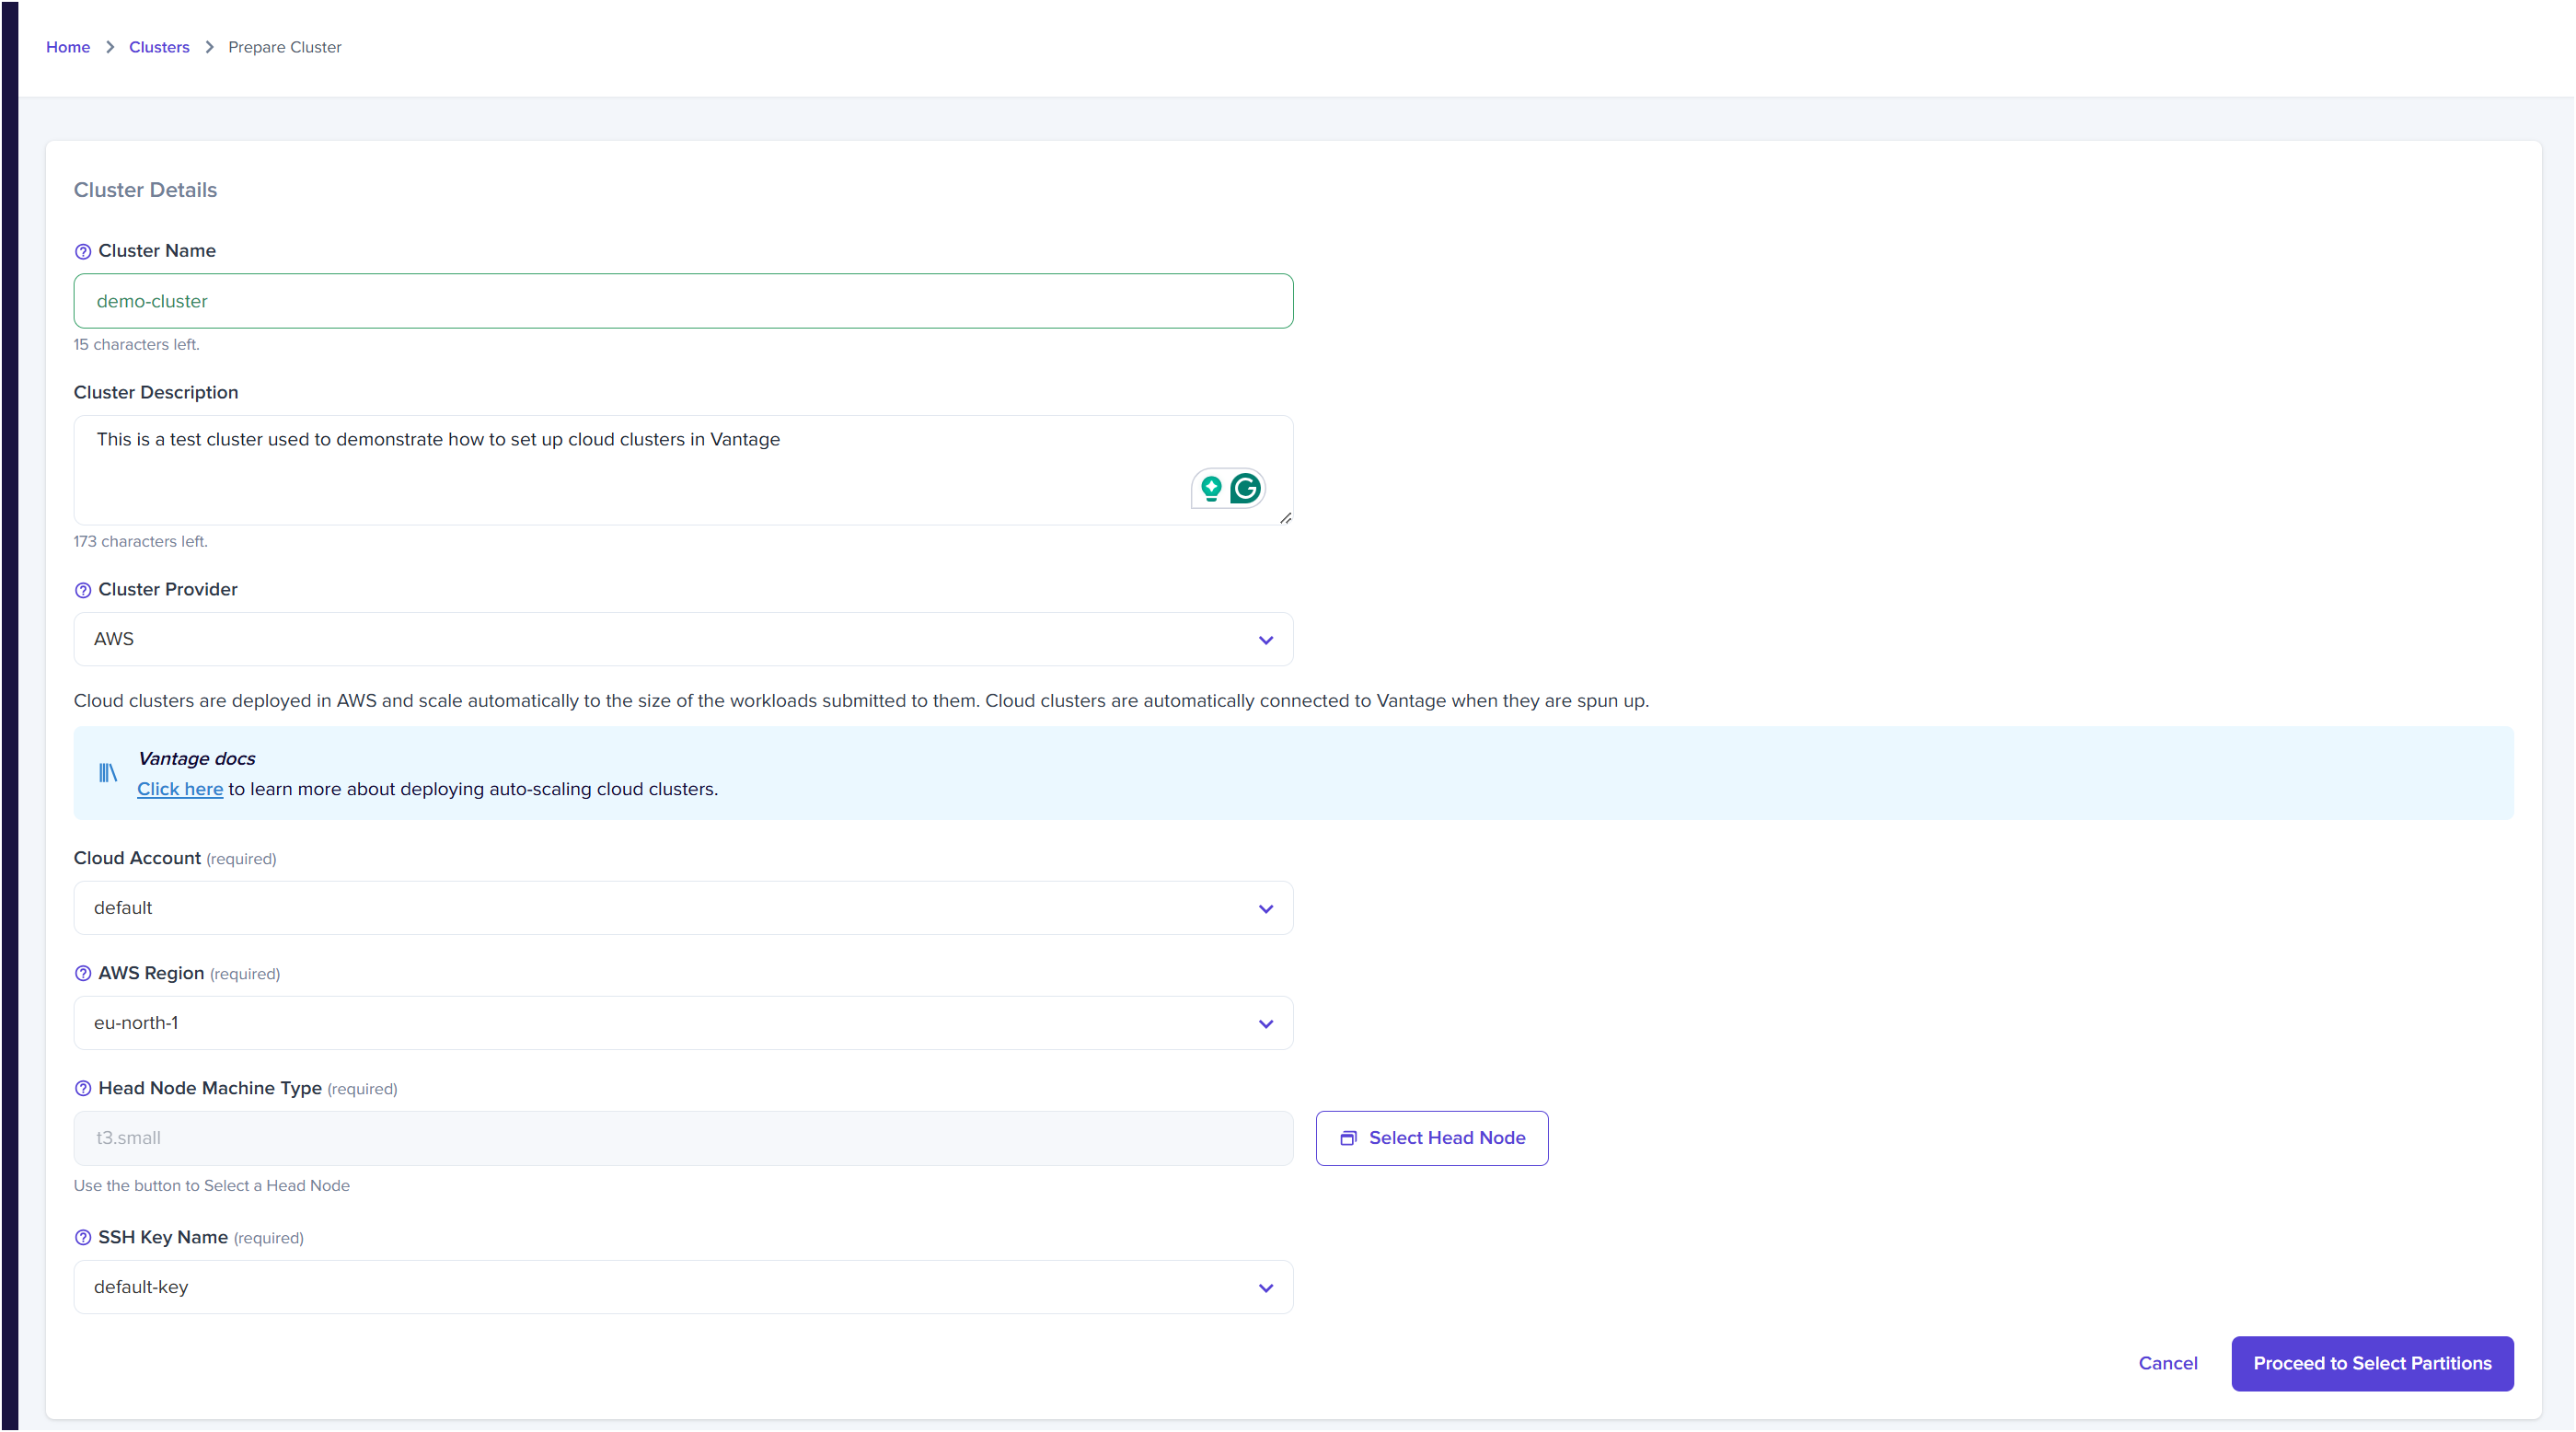 Home > Clusters > Prepare Cluster
Cluster Details
Cluster Name
demo-cluster
15 characters left.
Cluster Description
This is a test cluster used to demonstrate how to set up cloud clusters in Vantage
173 characters left.
Cluster Provider
AWS
Cloud clusters are deployed in AWS and scale automatically to the size of the workloads submitted to them. Cloud clusters are automatically connected to Vantage when they are spun up.
Vantage docs
Click here to learn more about deploying auto-scaling cloud clusters.
Cloud Account (required)
default
AWS Region (required)
eu-north-1
Head Node Machine Type (required)
t3.small
Select Head Node
Use the button to Select a Head Node
SSH Key Name (required)
default-key
Cancel
Proceed to Select Partitions